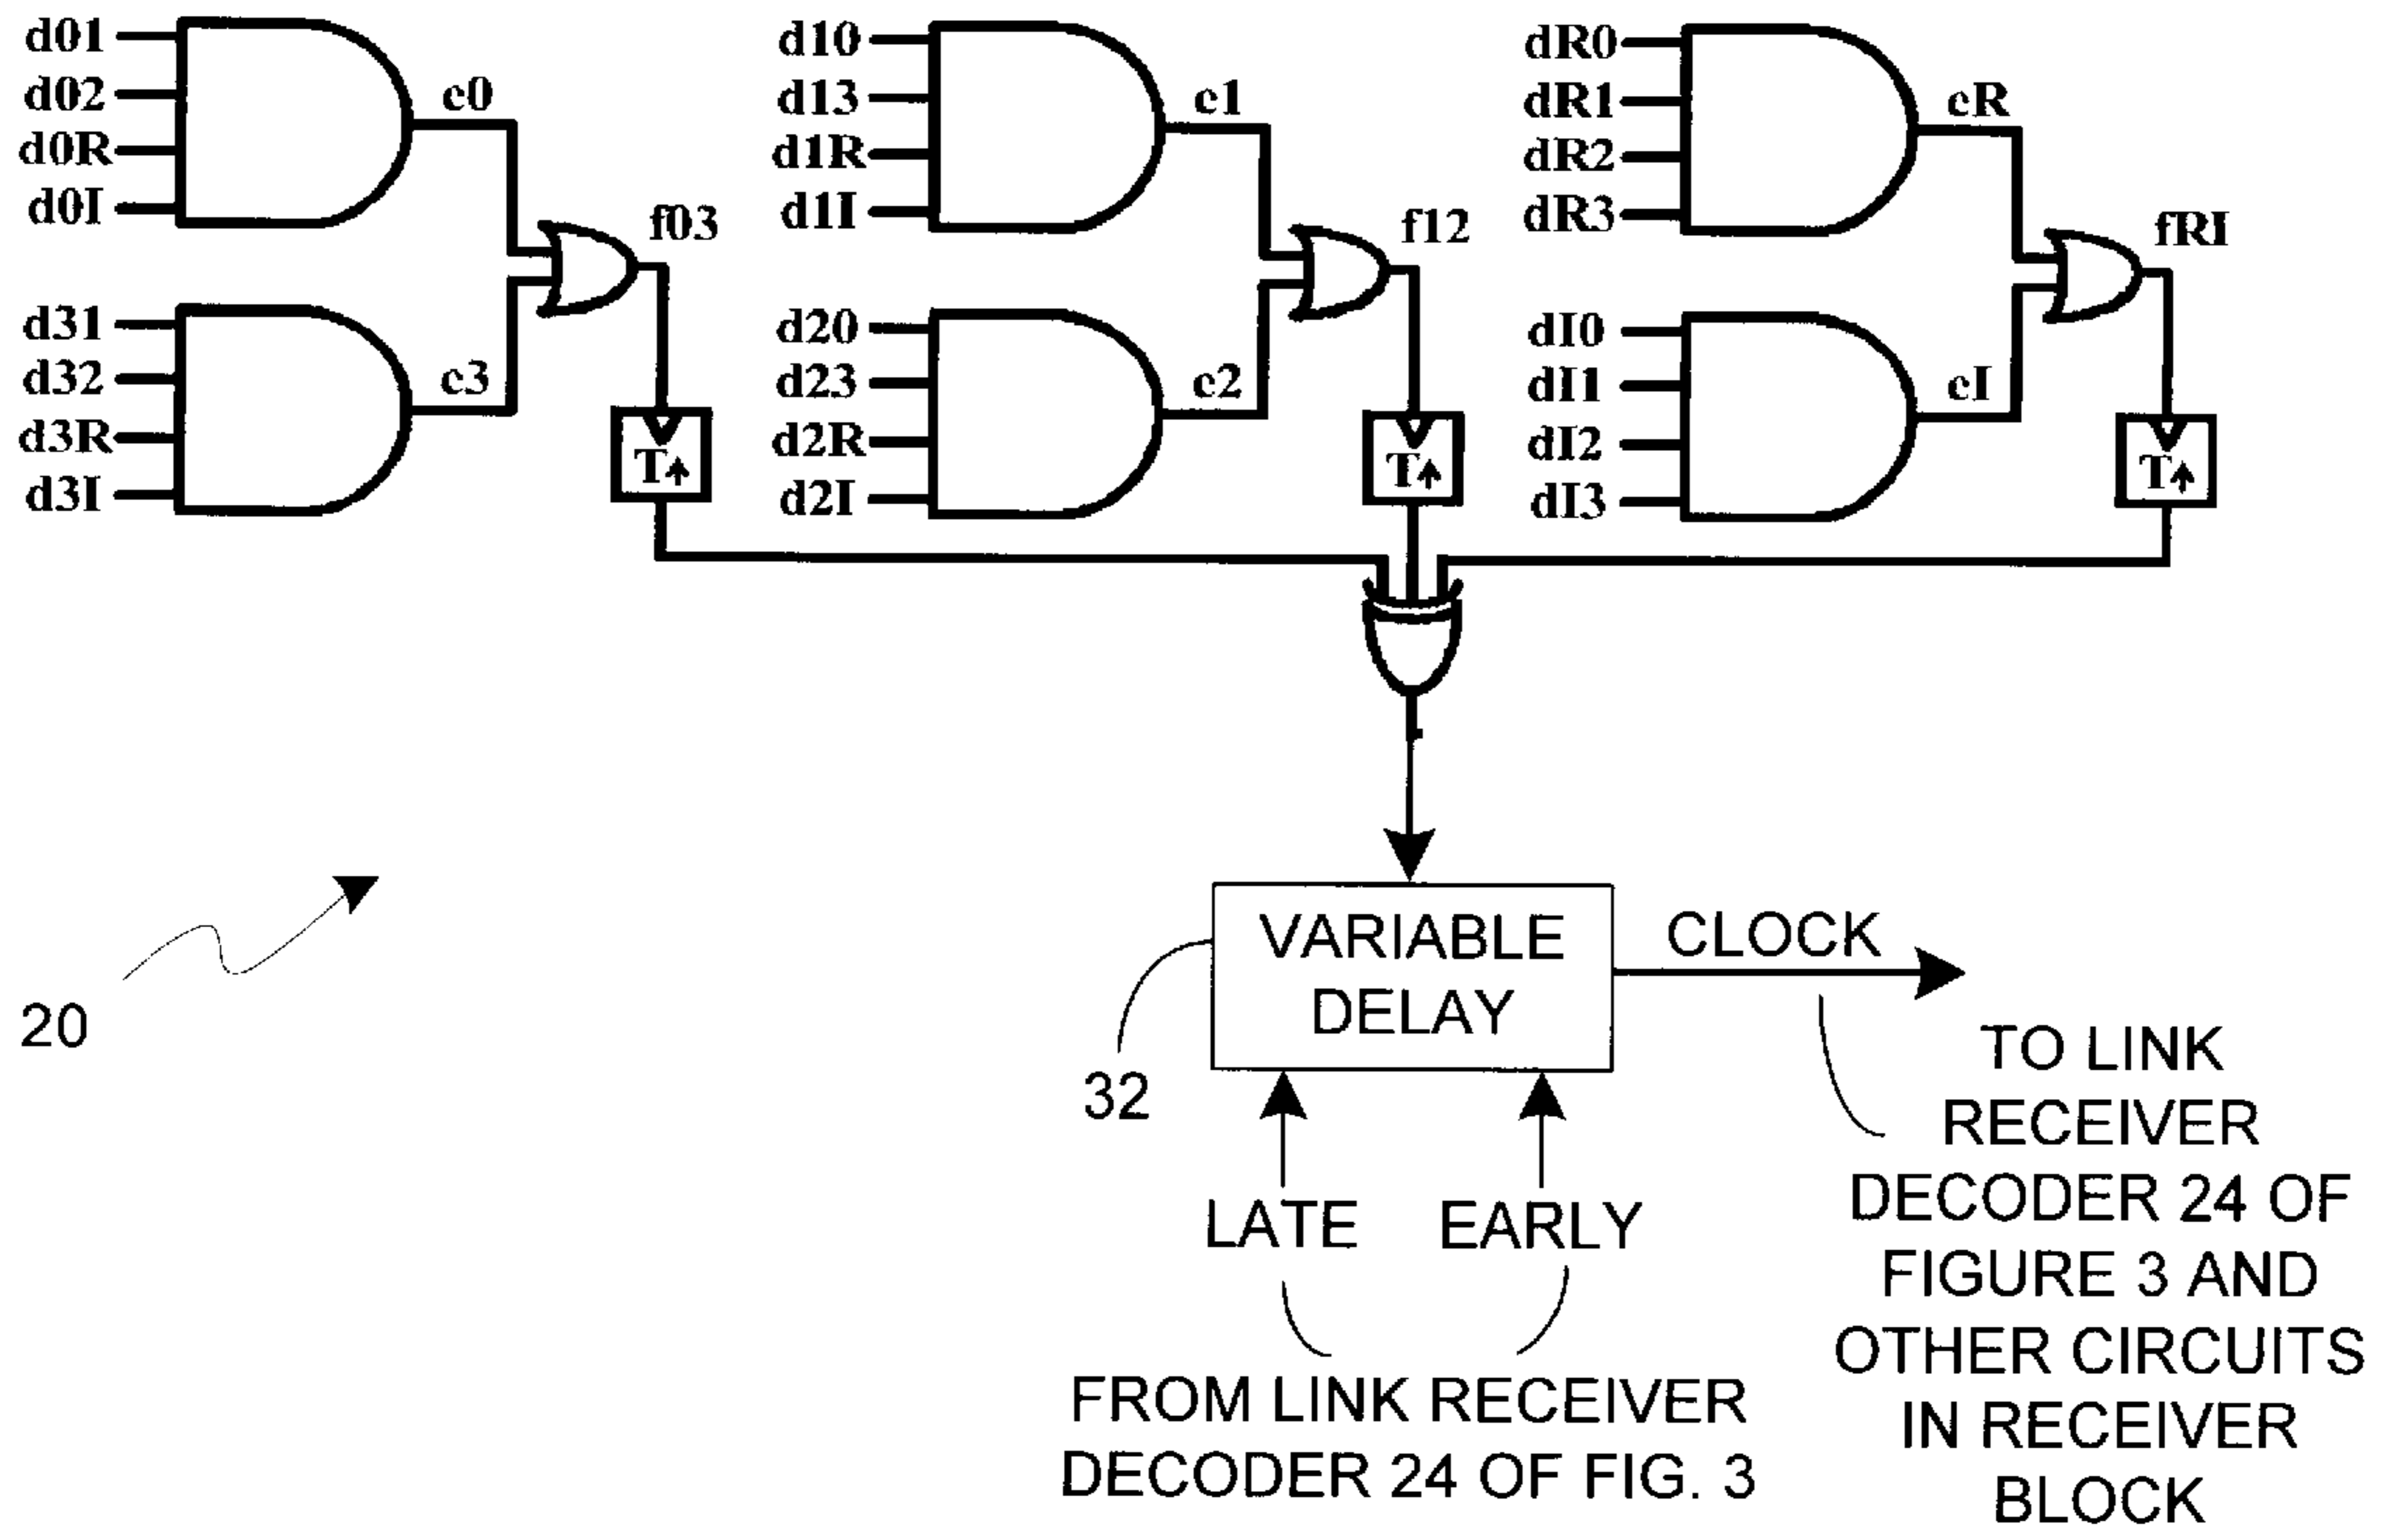 d01
d02
d0R
d0I
c0
d31
d32
d3R
d3I
c3
f03
T↑
d10
d13
d1R
d1I
c1
d20
d23
d2R
d2I
c2
f12
T↑
dR0
dR1
dR2
dR3
cR
dI0
dI1
dI2
dI3
cI
fRI
T↑
20
VARIABLE
DELAY
32
CLOCK
LATE
EARLY
FROM LINK RECEIVER
DECODER 24 OF FIG. 3
TO LINK
RECEIVER
DECODER 24 OF
FIGURE 3 AND
OTHER CIRCUITS
IN RECEIVER
BLOCK